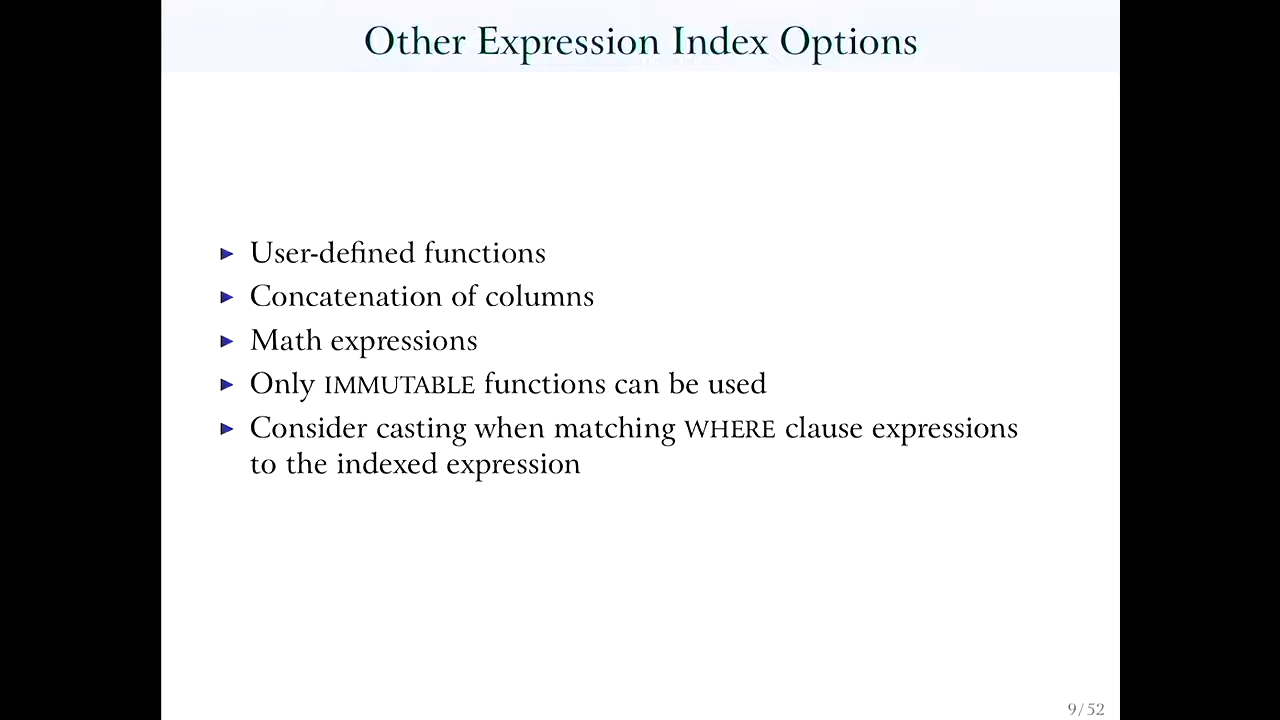 Other Expression Index Options
► User-defined functions
► Concatenation of columns
► Math expressions
► Only IMMUTABLE functions can be used
► Consider casting when matching WHERE clause expressions
to the indexed expression
9/52